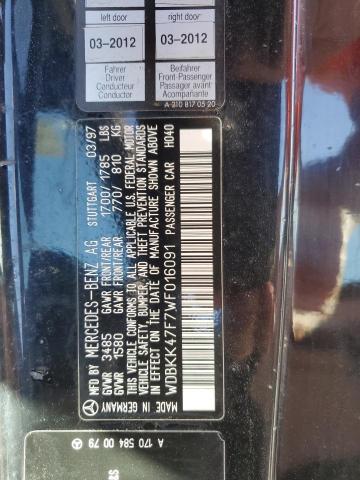 left door
right door
03-2012
03-2012
Fahrer
Driver
Conducteur
Conductor
Beifahrer
Front-Passenger
Passager avant
Acompañante
A 210 817 05 20
MFD BY MERCEDES-BENZ AG STUTTGART 03/97
GVWR 3485 GAWR FRONT/REAR 1700/ 1785 LBS
GVWR 1580 GAWR FRONT/REAR 770/ 810 KG
THIS VEHICLE CONFORMS TO ALL APPLICABLE U.S. FEDERAL MOTOR
VEHICLE SAFETY, BUMPER, AND THEFT PREVENTION STANDARDS
IN EFFECT ON THE DATE OF MANUFACTURE SHOWN ABOVE
WDBKK47F7WF016091 PASSENGER CAR H040
MADE IN GERMANY
A 170 584 00 79